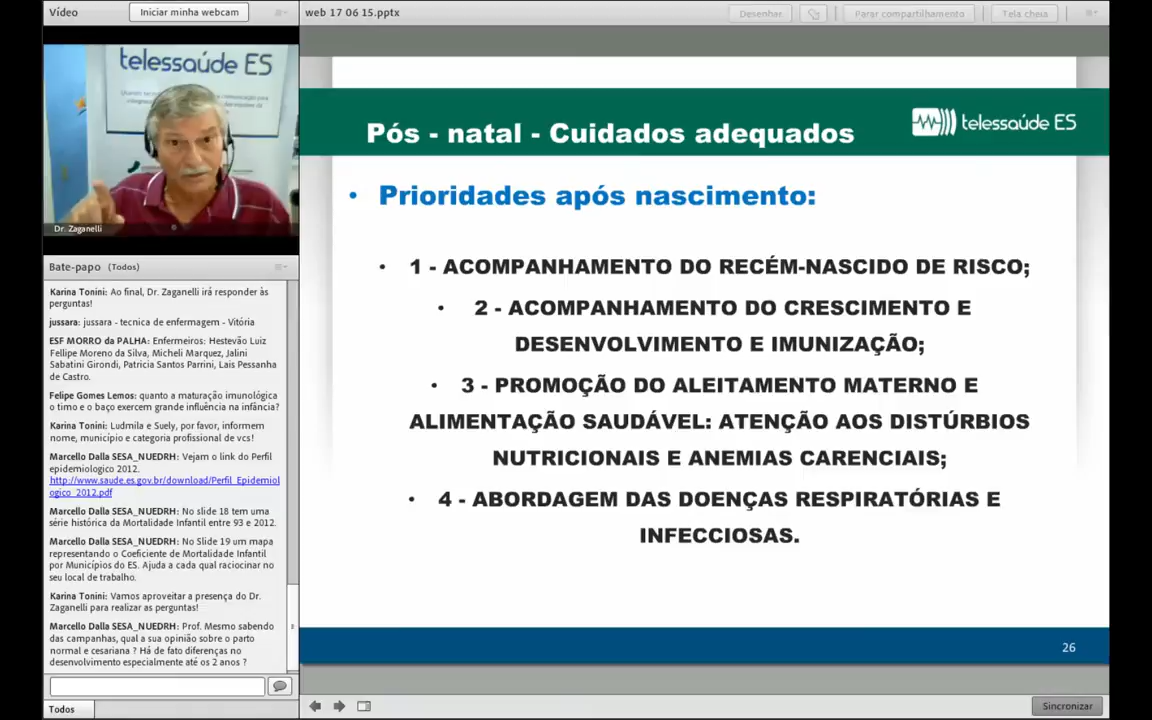 Vídeo
Iniciar minha webcam
web 17 06 15.pptx
Desenhar
Parar compartilhamento
Tela cheia
telessaúde ES
Dr. Zaganelli
Bate-papo (Todos)
Karina Tonini: Ao final, Dr. Zaganelli irá responder às
perguntas!
jussara: jussara - tecnica de enfermagem - Vitória
ESF MORRO da PALHA: Enfermeiros: Hestevão Luiz
Fellipe Moreno da Silva, Micheli Marquez, Jalini
Sabatini Girondi, Patricia Santos Parrini, Lais Pessanha
de Castro.
Felipe Gomes Lemos: quanto a maturação imunológica
o timo e o baço exercem grande influência na infância?
Karina Tonini: Ludmila e Suely, por favor, informem
nome, município e categoria profissional de vcs!
Marcello Dalla SESA_NUEDRH: Vejam o link do Perfil
epidemiologico 2012.
http://www.saude.es.gov.br/download/Perfil_Epidemiol
ogico_2012.pdf
Marcello Dalla SESA_NUEDRH: No slide 18 tem uma
série histórica da Mortalidade Infantil entre 93 e 2012.
Marcello Dalla SESA_NUEDRH: No Slide 19 um mapa
representando o Coeficiente de Mortalidade Infantil
por Municípios do ES. Ajuda a cada qual raciocinar no
seu local de trabalho.
Karina Tonini: Vamos aproveitar a presença do Dr.
Zaganelli para realizar as perguntas!
Marcello Dalla SESA_NUEDRH: Prof. Mesmo sabendo
das campanhas, qual a sua opinião sobre o parto
normal e cesariana ? Há de fato diferenças no
desenvolvimento especialmente até os 2 anos ?
Todos
Pós - natal - Cuidados adequados
telessaúde ES
• Prioridades após nascimento:
• 1 - ACOMPANHAMENTO DO RECÉM-NASCIDO DE RISCO;
• 2 - ACOMPANHAMENTO DO CRESCIMENTO E
DESENVOLVIMENTO E IMUNIZAÇÃO;
• 3 - PROMOÇÃO DO ALEITAMENTO MATERNO E
ALIMENTAÇÃO SAUDÁVEL: ATENÇÃO AOS DISTÚRBIOS
NUTRICIONAIS E ANEMIAS CARENCIAIS;
• 4 - ABORDAGEM DAS DOENÇAS RESPIRATÓRIAS E
INFECCIOSAS.
26
Sincronizar